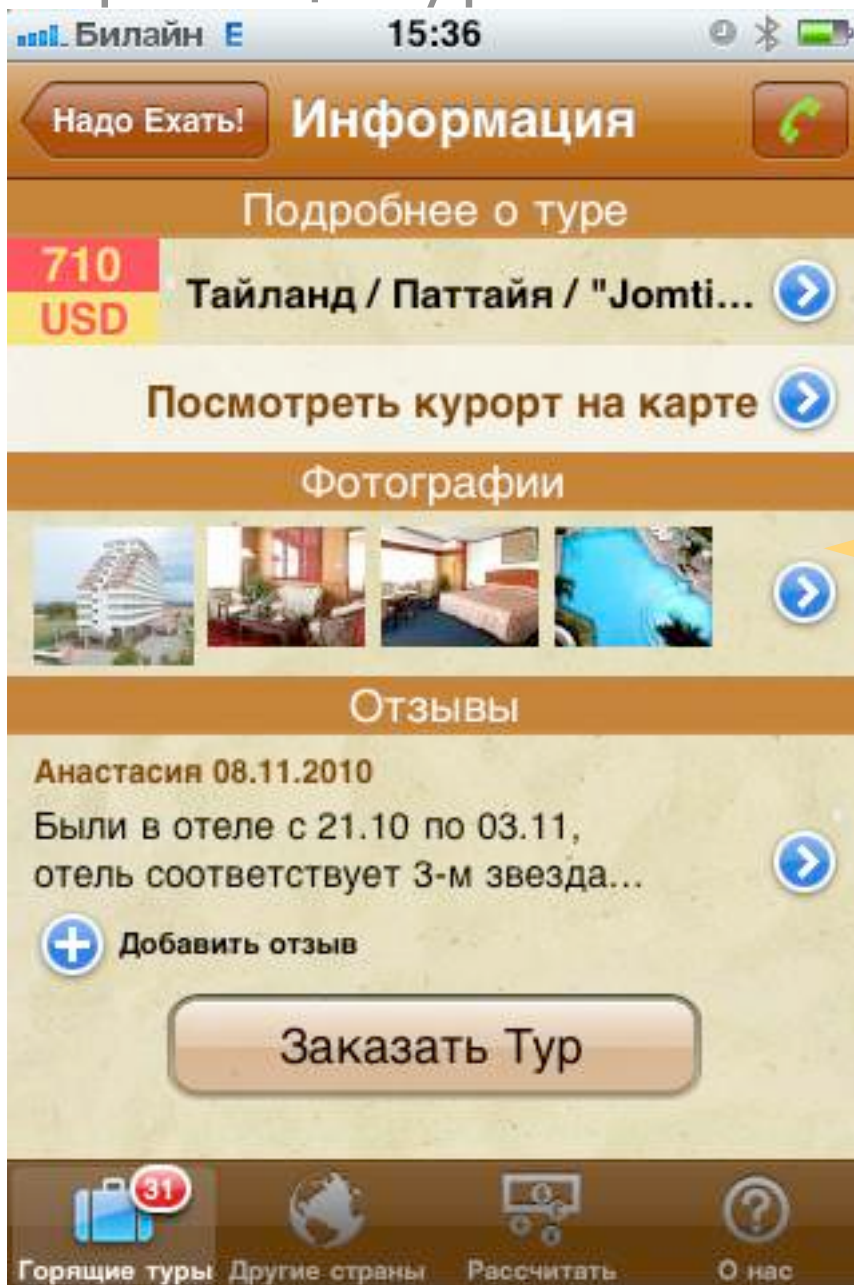 Билайн E 15:36
Надо Ехать! Информация
Подробнее о туре
710
USD
Тайланд / Паттайя / "Jomti...
Посмотреть курорт на карте
Фотографии
Отзывы
Анастасия 08.11.2010
Были в отеле с 21.10 по 03.11,
отель соответствует 3-м звезда...
Добавить отзыв
Заказать Тур
31
Горящие туры Другие страны Рассчитать О нас